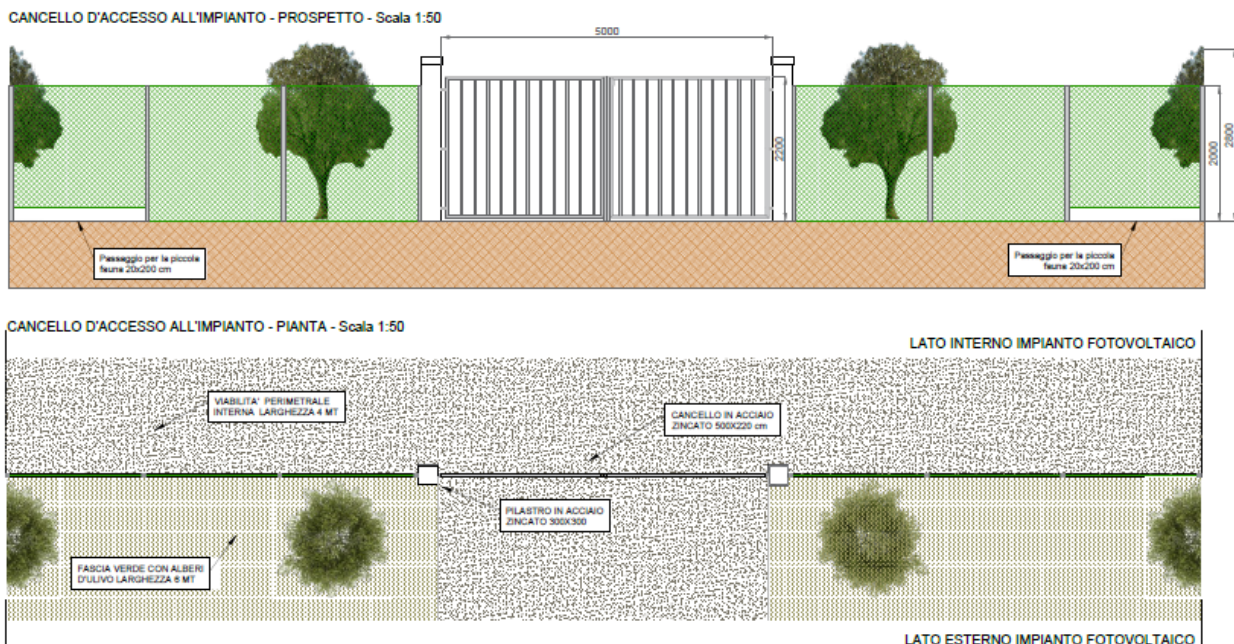 CANCELLO D'ACCESSO ALL'IMPIANTO - PROSPETTO - Scala 1:50
5000
2200
2000
2800
Passaggio per la piccola
fauna 20x200 cm
Passaggio per la piccola
fauna 20x200 cm
CANCELLO D'ACCESSO ALL'IMPIANTO - PIANTA - Scala 1:50
LATO INTERNO IMPIANTO FOTOVOLTAICO
VIABILITA' PERIMETRALE
INTERNA LARGHEZZA 4 MT
CANCELLO IN ACCIAIO
ZINCATO 500X220 cm
PILASTRO IN ACCIAIO
ZINCATO 300X300
FASCIA VERDE CON ALBERI
D'ULIVO LARGHEZZA 6 MT
LATO ESTERNO IMPIANTO FOTOVOLTAICO